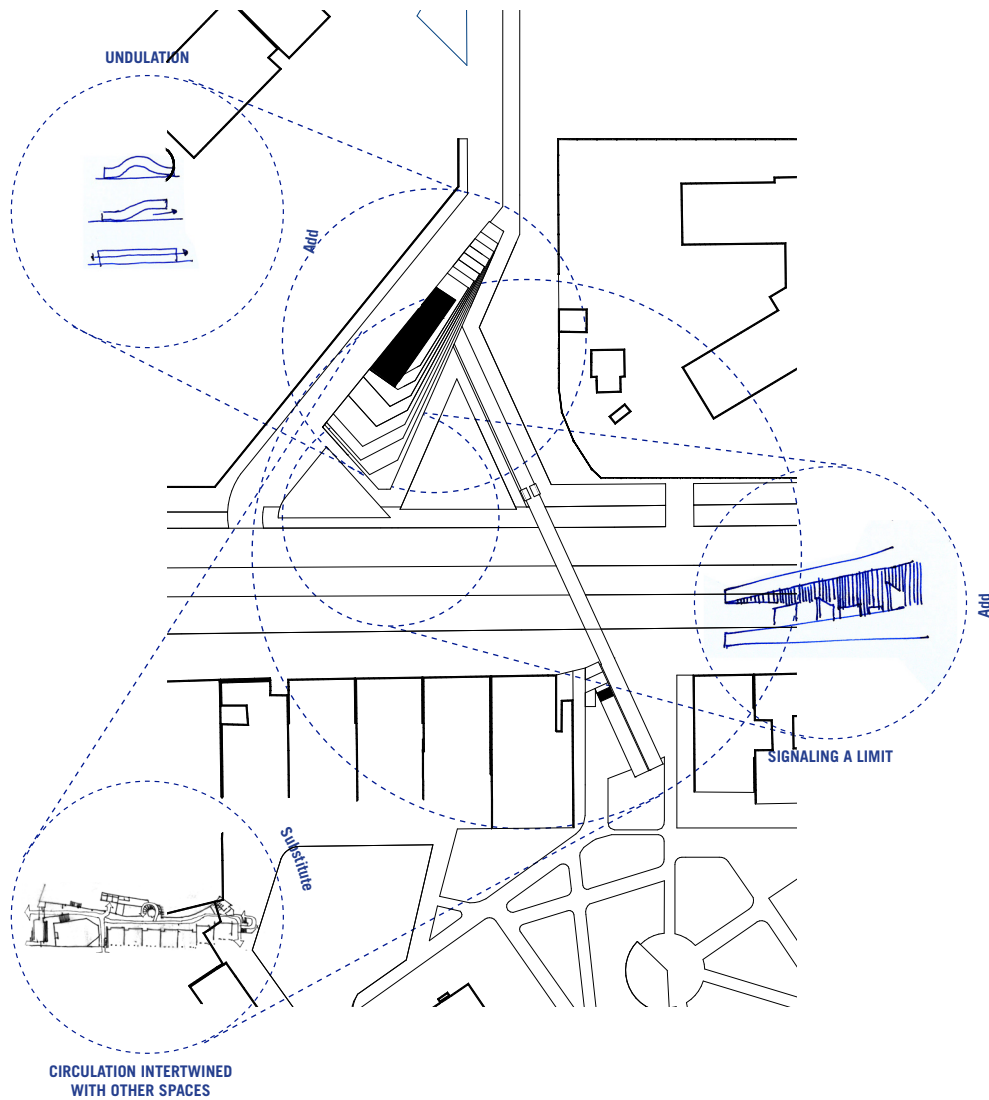 UNDULATION
Add
Add
SIGNALING A LIMIT
Substitute
CIRCULATION INTERTWINED
WITH OTHER SPACES